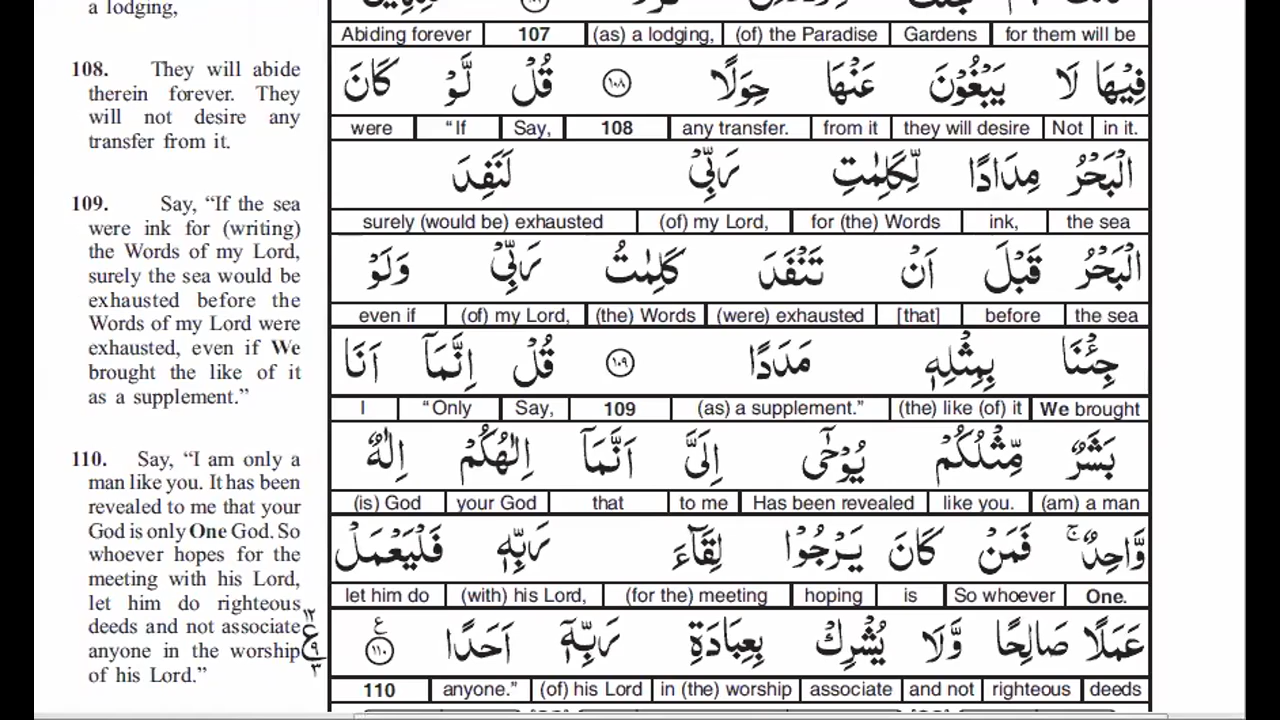 a lodging,
108. They will abide
therein forever. They
will not desire any
transfer from it.
109. Say, “If the sea
were ink for (writing)
the Words of my Lord,
surely the sea would be
exhausted before the
Words of my Lord were
exhausted, even if We
brought the like of it
as a supplement.”
110. Say, “I am only a
man like you. It has been
revealed to me that your
God is only One God. So
whoever hopes for the
meeting with his Lord,
let him do righteous
deeds and not associate
anyone in the worship
of his Lord.”
Abiding forever 107 (as) a lodging, (of) the Paradise Gardens for them will be
فِيْهَا لَا يَبْغُوْنَ عَنْهَا حِوَلًا ١٠٨ قُلْ لَّوْ كَانَ
were “If Say, 108 any transfer. from it they will desire Not in it.
الْبَحْرُ مِدَادًا لِّكَلِمٰتِ رَبِّيْ لَنَفِدَ
surely (would be) exhausted (of) my Lord, for (the) Words ink, the sea
الْبَحْرُ قَبْلَ اَنْ تَنْفَدَ كَلِمٰتُ رَبِّيْ وَلَوْ
even if (of) my Lord, (the) Words (were) exhausted [that] before the sea
جِئْنَا بِمِثْلِهٖ مَدَدًا ١٠٩ قُلْ اِنَّمَآ اَنَا
I “Only Say, 109 (as) a supplement.” (the) like (of) it We brought
بَشَرٌ مِّثْلُكُمْ يُوْحٰٓى اِلَىَّ اَنَّمَآ اِلٰهُكُمْ اِلٰهٌ
(is) God your God that to me Has been revealed like you. (am) a man
وَّاحِدٌ ۚ فَمَنْ كَانَ يَرْجُوْا لِقَآءَ رَبِّهٖ فَلْيَعْمَلْ
let him do (with) his Lord, (for the) meeting hoping is So whoever One.
عَمَلًا صَالِحًا وَّلَا يُشْرِكْ بِعِبَادَةِ رَبِّهٖٓ اَحَدًا ١١٠ ع
١٢
ع ٩
٣
110 anyone.” (of) his Lord in (the) worship associate and not righteous deeds